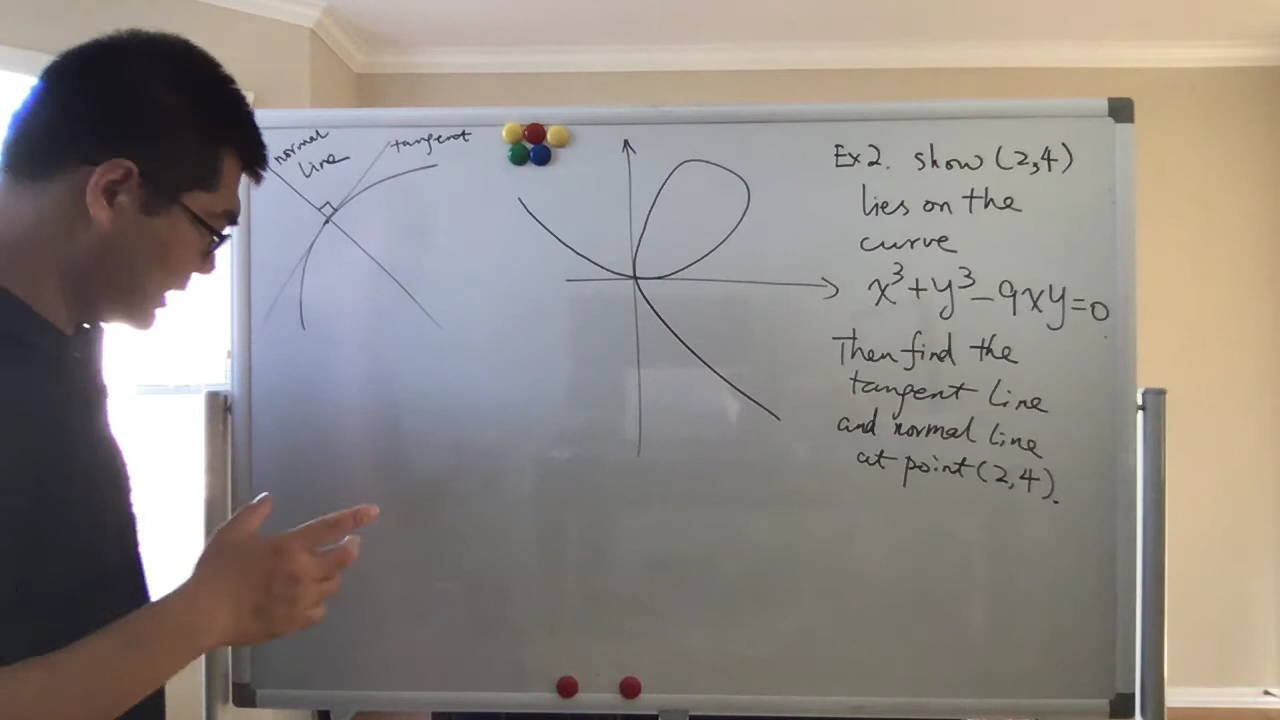 normal
line
tangent
Ex2. show (2,4)
lies on the
curve
x³+y³-9xy=0
Then find the
tangent line
and normal line
at point (2,4).